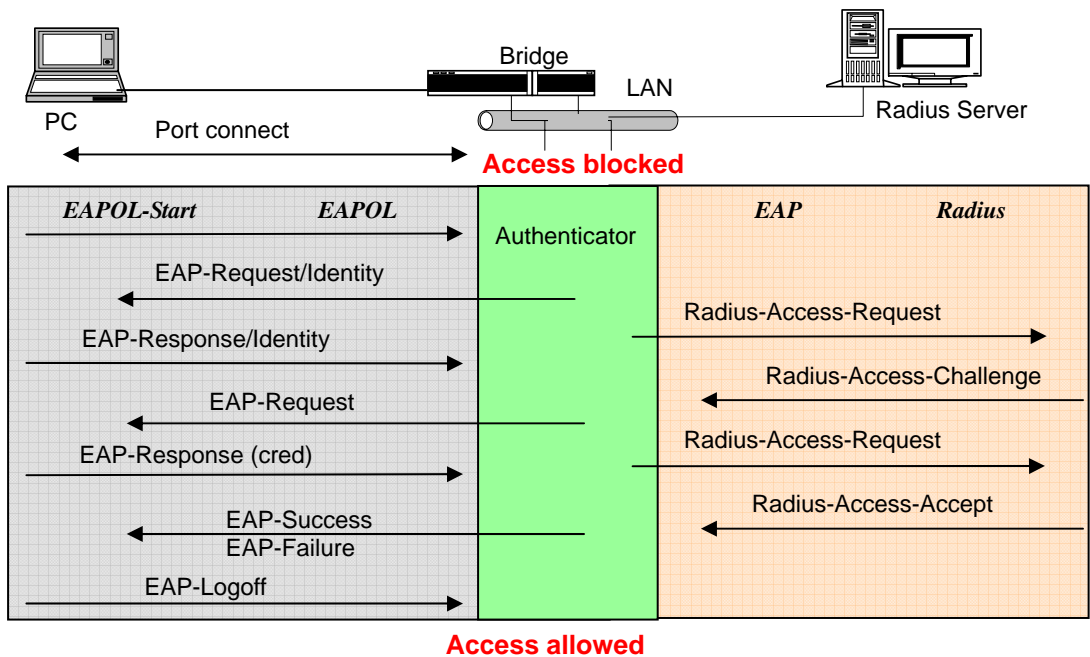 Bridge
LAN
PC
Radius Server
Port connect
Access blocked
EAPOL-Start EAPOL
Authenticator
EAP Radius
EAP-Request/Identity
Radius-Access-Request
EAP-Response/Identity
Radius-Access-Challenge
EAP-Request
Radius-Access-Request
EAP-Response (cred)
Radius-Access-Accept
EAP-Success
EAP-Failure
EAP-Logoff
Access allowed